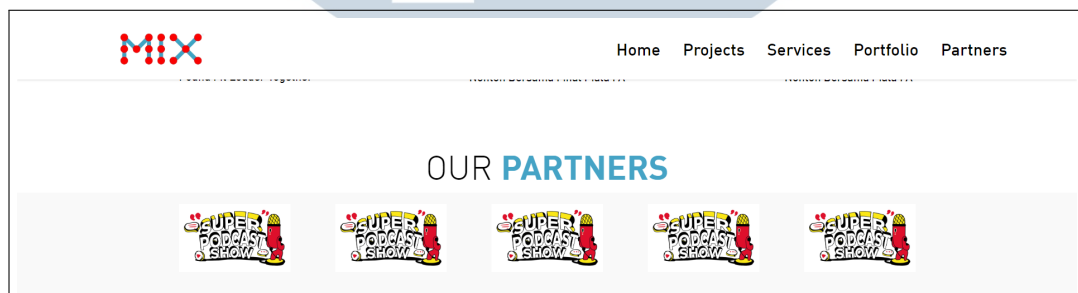 MIX
Home Projects Services Portfolio Partners
OUR PARTNERS
SUPER PODCAST SHOW SUPER PODCAST SHOW SUPER PODCAST SHOW SUPER PODCAST SHOW SUPER PODCAST SHOW